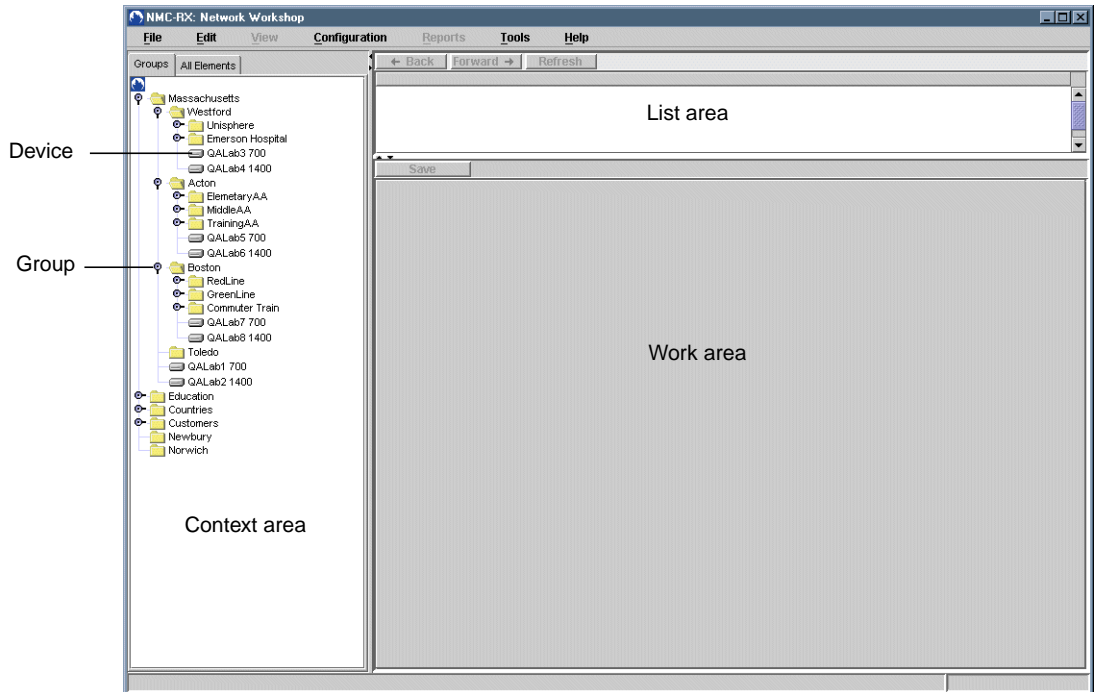 NMC-RX: Network Workshop
File Edit View Configuration Reports Tools Help
Groups All Elements
← Back Forward → Refresh
Massachusetts
Westford
Unisphere
Emerson Hospital
QALab3 700
QALab4 1400
Acton
ElemetaryAA
MiddleAA
TrainingAA
QALab5 700
QALab6 1400
Boston
RedLine
GreenLine
Commuter Train
QALab7 700
QALab8 1400
Toledo
QALab1 700
QALab2 1400
Education
Countries
Customers
Newbury
Norwich
Device
Group
Context area
List area
Save
Work area